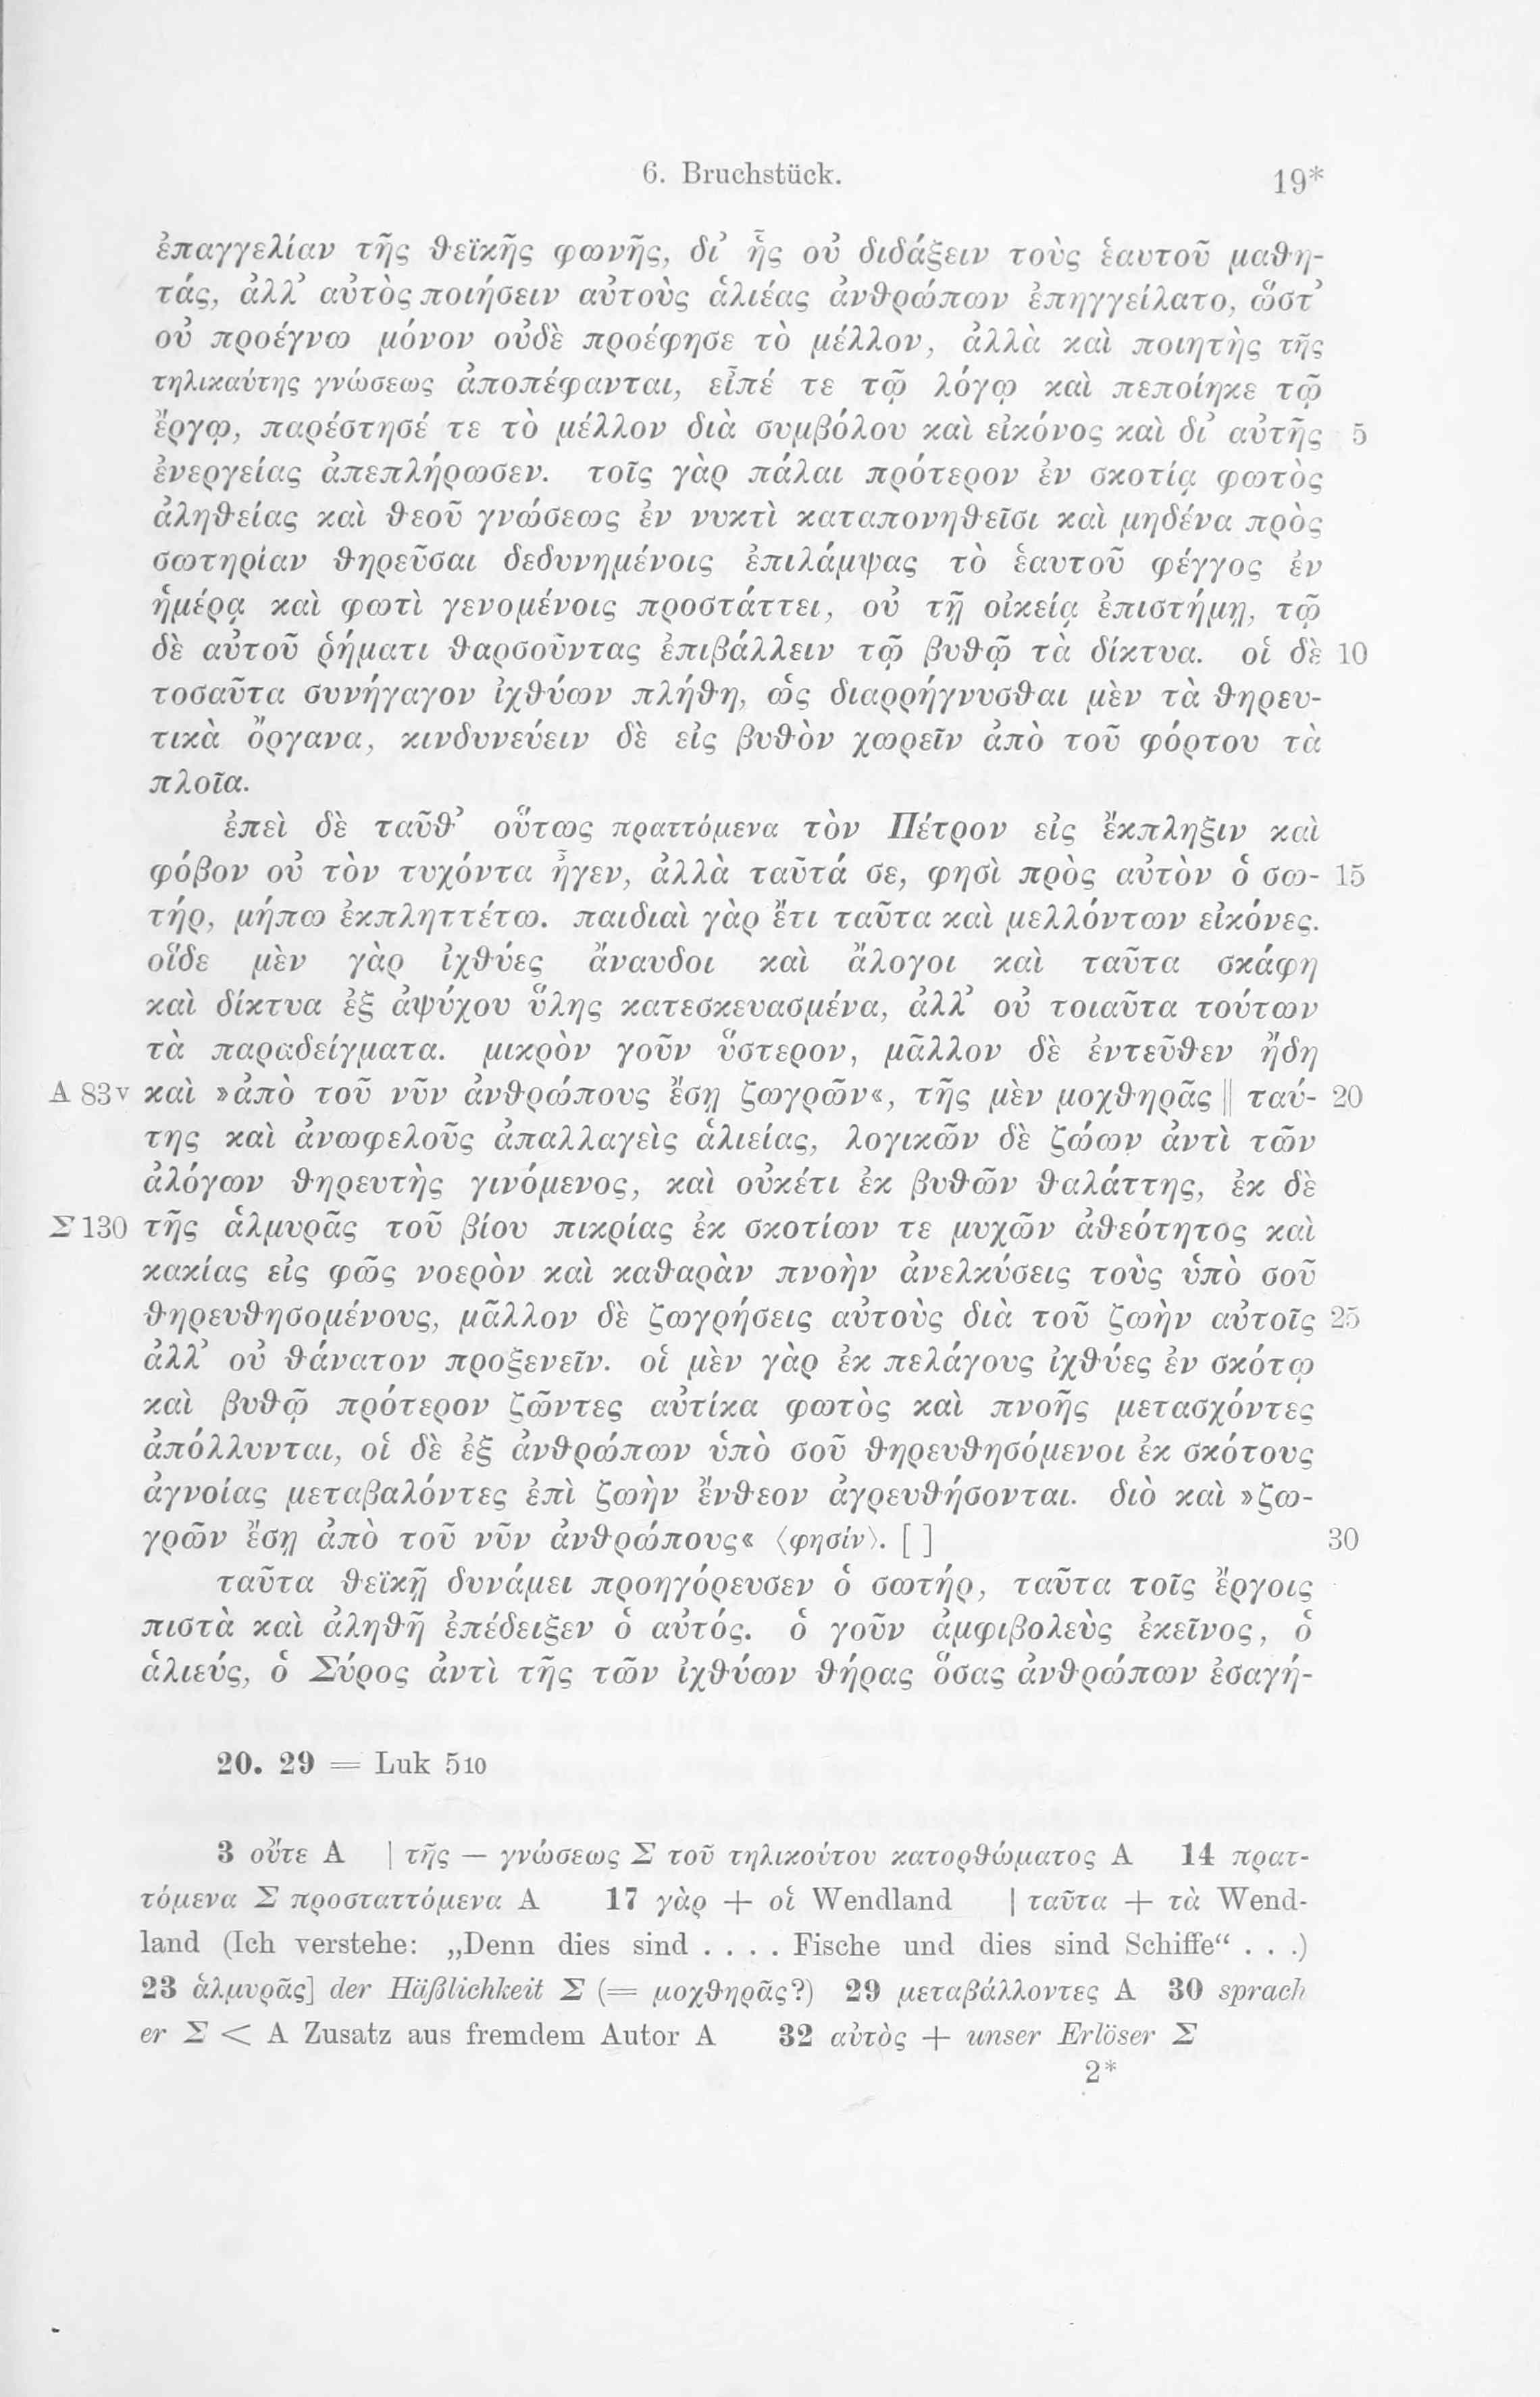 6. Bruchstück.
19*
ἐπαγγελίαν τῆς θεϊκῆς φωνῆς, δι’ ἧς οὐ διδάξειν τοὺς ἑαυτοῦ μαθη-
τάς, ἀλλ’ αὐτὸς ποιήσειν αὐτοὺς ἁλιέας ἀνθρώπων ἐπηγγείλατο, ὥστ’
οὐ προέγνω μόνον οὐδὲ προέφησε τὸ μέλλον, ἀλλὰ καὶ ποιητὴς τῆς
τηλικαύτης γνώσεως ἀποπέφανται, εἶπέ τε τῷ λόγῳ καὶ πεποίηκε τῷ
ἔργῳ, παρέστησέ τε τὸ μέλλον διὰ συμβόλου καὶ εἰκόνος καὶ δι’ αὐτῆς 5
ἐνεργείας ἀπεπλήρωσεν. τοῖς γὰρ πάλαι πρότερον ἐν σκοτίᾳ φωτὸς
ἀληθείας καὶ θεοῦ γνώσεως ἐν νυκτὶ καταπονηθεῖσι καὶ μηδένα πρὸς
σωτηρίαν θηρεῦσαι δεδυνημένοις ἐπιλάμψας τὸ ἑαυτοῦ φέγγος ἐν
ἡμέρᾳ καὶ φωτὶ γενομένοις προστάττει, οὐ τῇ οἰκείᾳ ἐπιστήμῃ, τῷ
δὲ αὐτοῦ ῥήματι θαρσοῦντας ἐπιβάλλειν τῷ βυθῷ τὰ δίκτυα. οἱ δὲ 10
τοσαῦτα συνήγαγον ἰχθύων πλήθη, ὡς διαρρήγνυσθαι μὲν τὰ θηρευ-
τικὰ ὄργανα, κινδυνεύειν δὲ εἰς βυθὸν χωρεῖν ἀπὸ τοῦ φόρτου τὰ
πλοῖα.
ἐπεὶ δὲ ταῦθ’ οὕτως πραττόμενα τὸν Πέτρον εἰς ἔκπληξιν καὶ
φόβον οὐ τὸν τυχόντα ἦγεν, ἀλλὰ ταῦτά σε, φησὶ πρὸς αὐτὸν ὁ σω- 15
τήρ, μήπω ἐκπληττέτω. παιδιαὶ γὰρ ἔτι ταῦτα καὶ μελλόντων εἰκόνες.
οἵδε μὲν γὰρ ἰχθύες ἄναυδοι καὶ ἄλογοι καὶ ταῦτα σκάφη
καὶ δίκτυα ἐξ ἀψύχου ὕλης κατεσκευασμένα, ἀλλ’ οὐ τοιαῦτα τούτων
τὰ παραδείγματα. μικρὸν γοῦν ὕστερον, μᾶλλον δὲ ἐντεῦθεν ἤδη
A 83v καὶ »ἀπὸ τοῦ νῦν ἀνθρώπους ἔσῃ ζωγρῶν«, τῆς μὲν μοχθηρᾶς || ταύ- 20
της καὶ ἀνωφελοῦς ἀπαλλαγεὶς ἁλιείας, λογικῶν δὲ ζώων ἀντὶ τῶν
ἀλόγων θηρευτὴς γινόμενος, καὶ οὐκέτι ἐκ βυθῶν θαλάττης, ἐκ δὲ
Σ 130 τῆς ἁλμυρᾶς τοῦ βίου πικρίας ἐκ σκοτίων τε μυχῶν ἀθεότητος καὶ
κακίας εἰς φῶς νοερὸν καὶ καθαρὰν πνοὴν ἀνελκύσεις τοὺς ὑπὸ σοῦ
θηρευθησομένους, μᾶλλον δὲ ζωγρήσεις αὐτοὺς διὰ τοῦ ζωὴν αὐτοῖς 25
ἀλλ’ οὐ θάνατον προξενεῖν. οἱ μὲν γὰρ ἐκ πελάγους ἰχθύες ἐν σκότῳ
καὶ βυθῷ πρότερον ζῶντες αὐτίκα φωτὸς καὶ πνοῆς μετασχόντες
ἀπόλλυνται, οἱ δὲ ἐξ ἀνθρώπων ὑπὸ σοῦ θηρευθησόμενοι ἐκ σκότους
ἀγνοίας μεταβαλόντες ἐπὶ ζωὴν ἔνθεον ἀγρευθήσονται. διὸ καὶ »ζω-
γρῶν ἔσῃ ἀπὸ τοῦ νῦν ἀνθρώπους« ⟨φησίν⟩. [ ] 30
ταῦτα θεϊκῇ δυνάμει προηγόρευσεν ὁ σωτήρ, ταῦτα τοῖς ἔργοις
πιστὰ καὶ ἀληθῆ ἐπέδειξεν ὁ αὐτός. ὁ γοῦν ἀμφιβολεὺς ἐκεῖνος, ὁ
ἁλιεύς, ὁ Σύρος ἀντὶ τῆς τῶν ἰχθύων θήρας ὅσας ἀνθρώπων ἐσαγή-
20. 29 = Luk 5 10
3 οὔτε A | τῆς — γνώσεως Σ τοῦ τηλικούτου κατορθώματος A 14 πρατ-
τόμενα Σ προσταττόμενα A 17 γὰρ + οἱ Wendland | ταῦτα + τὰ Wend-
land (Ich verstehe: „Denn dies sind . . . . Fische und dies sind Schiffe“ . . .)
23 ἁλμυρᾶς] der Häßlichkeit Σ (= μοχθηρᾶς?) 29 μεταβάλλοντες A 30 sprach
er Σ < A Zusatz aus fremdem Autor A 32 αὐτὸς + unser Erlöser Σ
2*